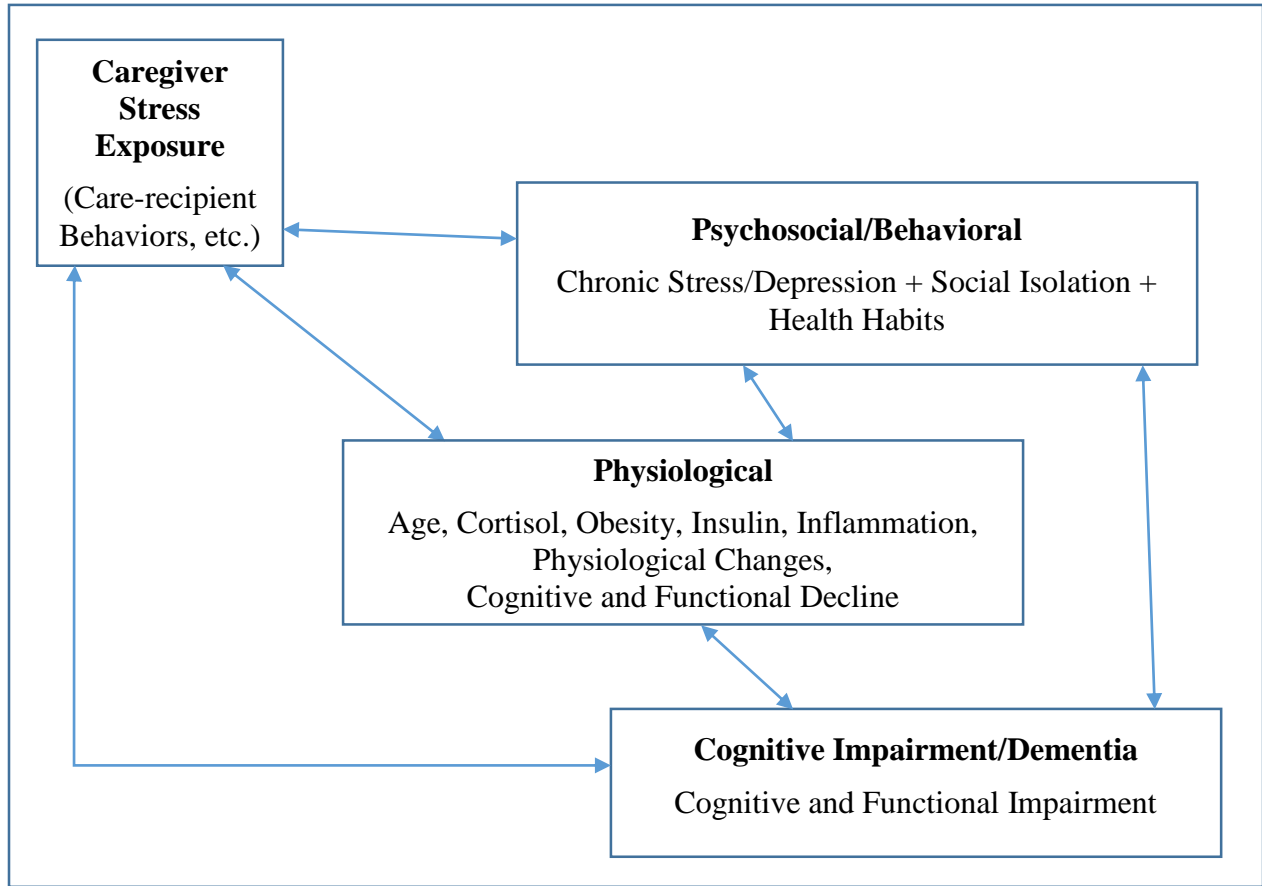 Caregiver
Stress
Exposure
(Care-recipient
Behaviors, etc.)
Psychosocial/Behavioral
Chronic Stress/Depression + Social Isolation +
Health Habits
Physiological
Age, Cortisol, Obesity, Insulin, Inflammation,
Physiological Changes,
Cognitive and Functional Decline
Cognitive Impairment/Dementia
Cognitive and Functional Impairment